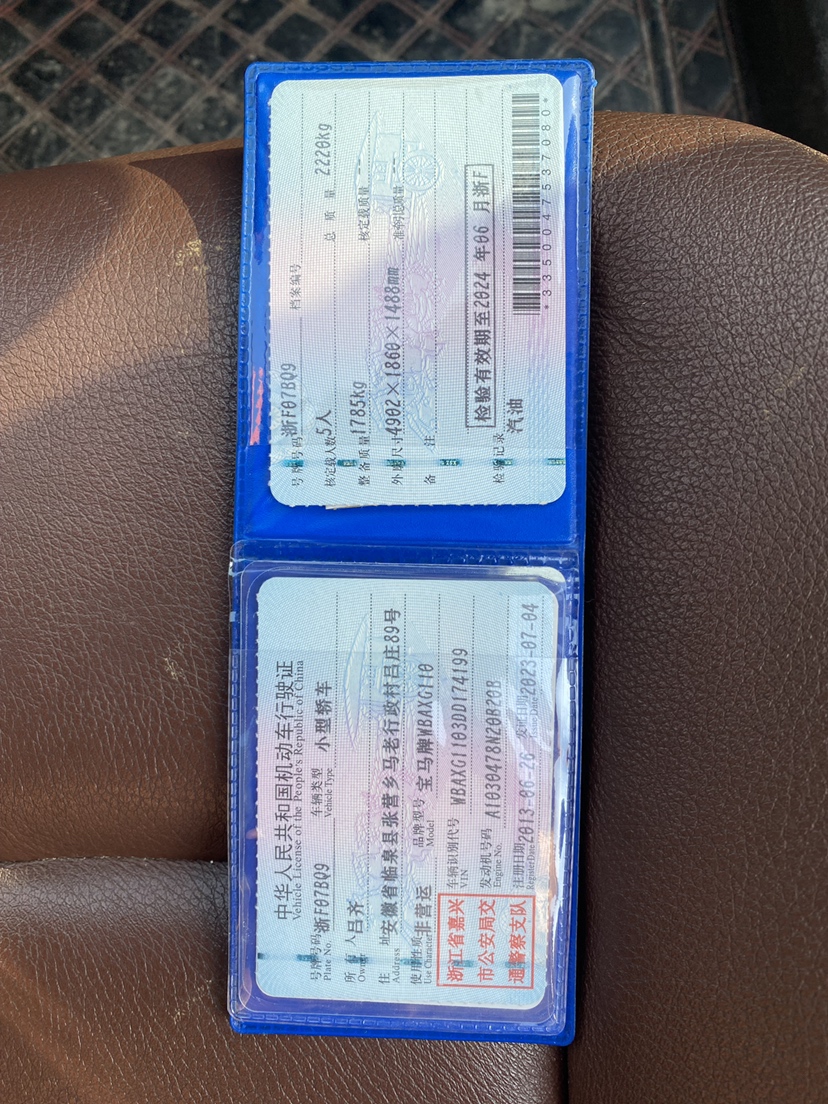 中华人民共和国机动车行驶证
Vehicle License of the People's Republic of China
号牌号码 浙F07BQ9 车辆类型 小型轿车
Plate No. Vehicle Type
所有人 吕齐
Owner
住址 安徽省临泉县张营乡马老行政村吕庄89号
Address
使用性质 非营运 品牌型号 宝马牌WBAXG110
Use Character Model
浙江省嘉兴
市公安局交
通警察支队
车辆识别代号 WBAXG1103DD174199
VIN
发动机号码 A1030478N20B20B
Engine No.
注册日期 2013-06-26 发证日期 2023-07-04
Register Date Issue Date
号牌号码 浙F07BQ9 档案编号
核定载人数 5人 总质量 2220kg
整备质量 1785kg 核定载质量 --
外廓尺寸 4902×1860×1488mm 准牵引总质量 --
备注
检验有效期至2024年06月浙F
检验记录
汽油
*3350047537080*